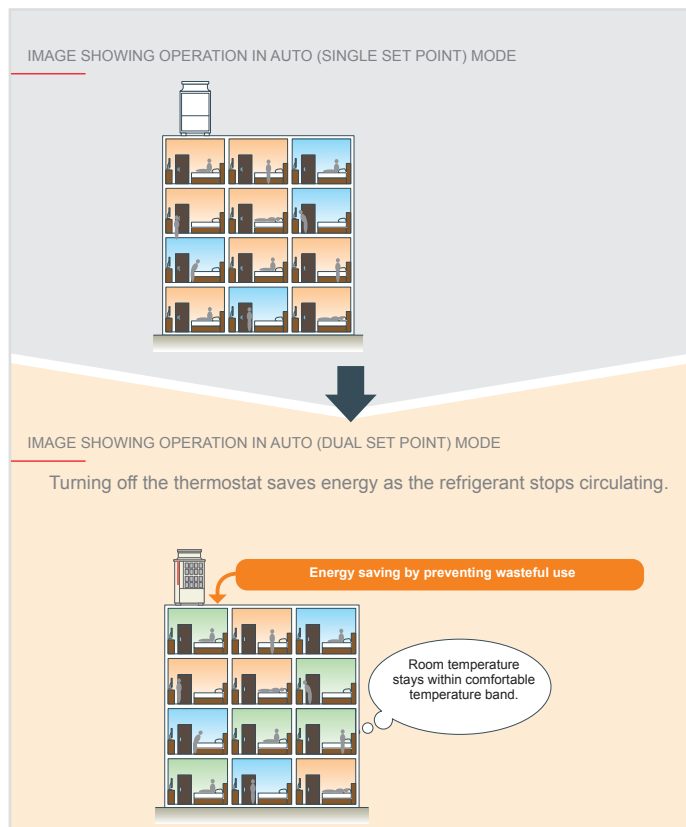 IMAGE SHOWING OPERATION IN AUTO (SINGLE SET POINT) MODE
IMAGE SHOWING OPERATION IN AUTO (DUAL SET POINT) MODE
Turning off the thermostat saves energy as the refrigerant stops circulating.
Energy saving by preventing wasteful use
Room temperature
stays within comfortable
temperature band.